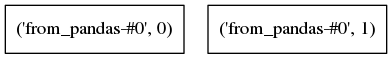 ('from_pandas-#0', 0)
('from_pandas-#0', 1)